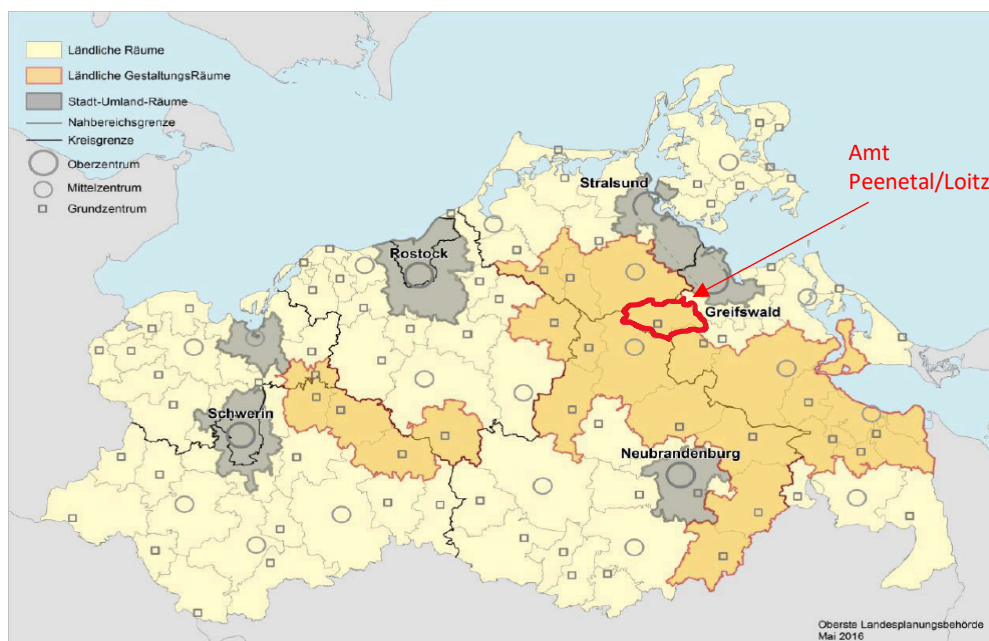 Ländliche Räume
Ländliche GestaltungsRäume
Stadt-Umland-Räume
Nahbereichsgrenze
Kreisgrenze
Oberzentrum
Mittelzentrum
Grundzentrum
Amt
Peenetal/Loitz
Stralsund
Rostock
Greifswald
Schwerin
Neubrandenburg
Oberste Landesplanungsbehörde
Mai 2016